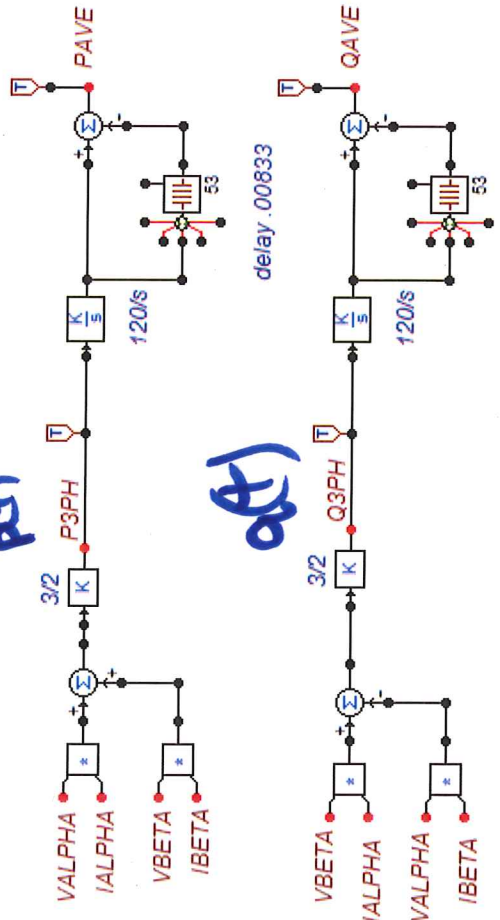 VALPHA
IALPHA
VBETA
IBETA
*
*
+
+
Σ
3/2
K
p(t)
P3PH
T
K/s
120/s
53
+
-
Σ
T
PAVE
delay .00833
VBETA
IALPHA
VALPHA
IBETA
*
*
+
-
Σ
3/2
K
q(t)
Q3PH
T
K/s
120/s
53
+
-
Σ
T
QAVE